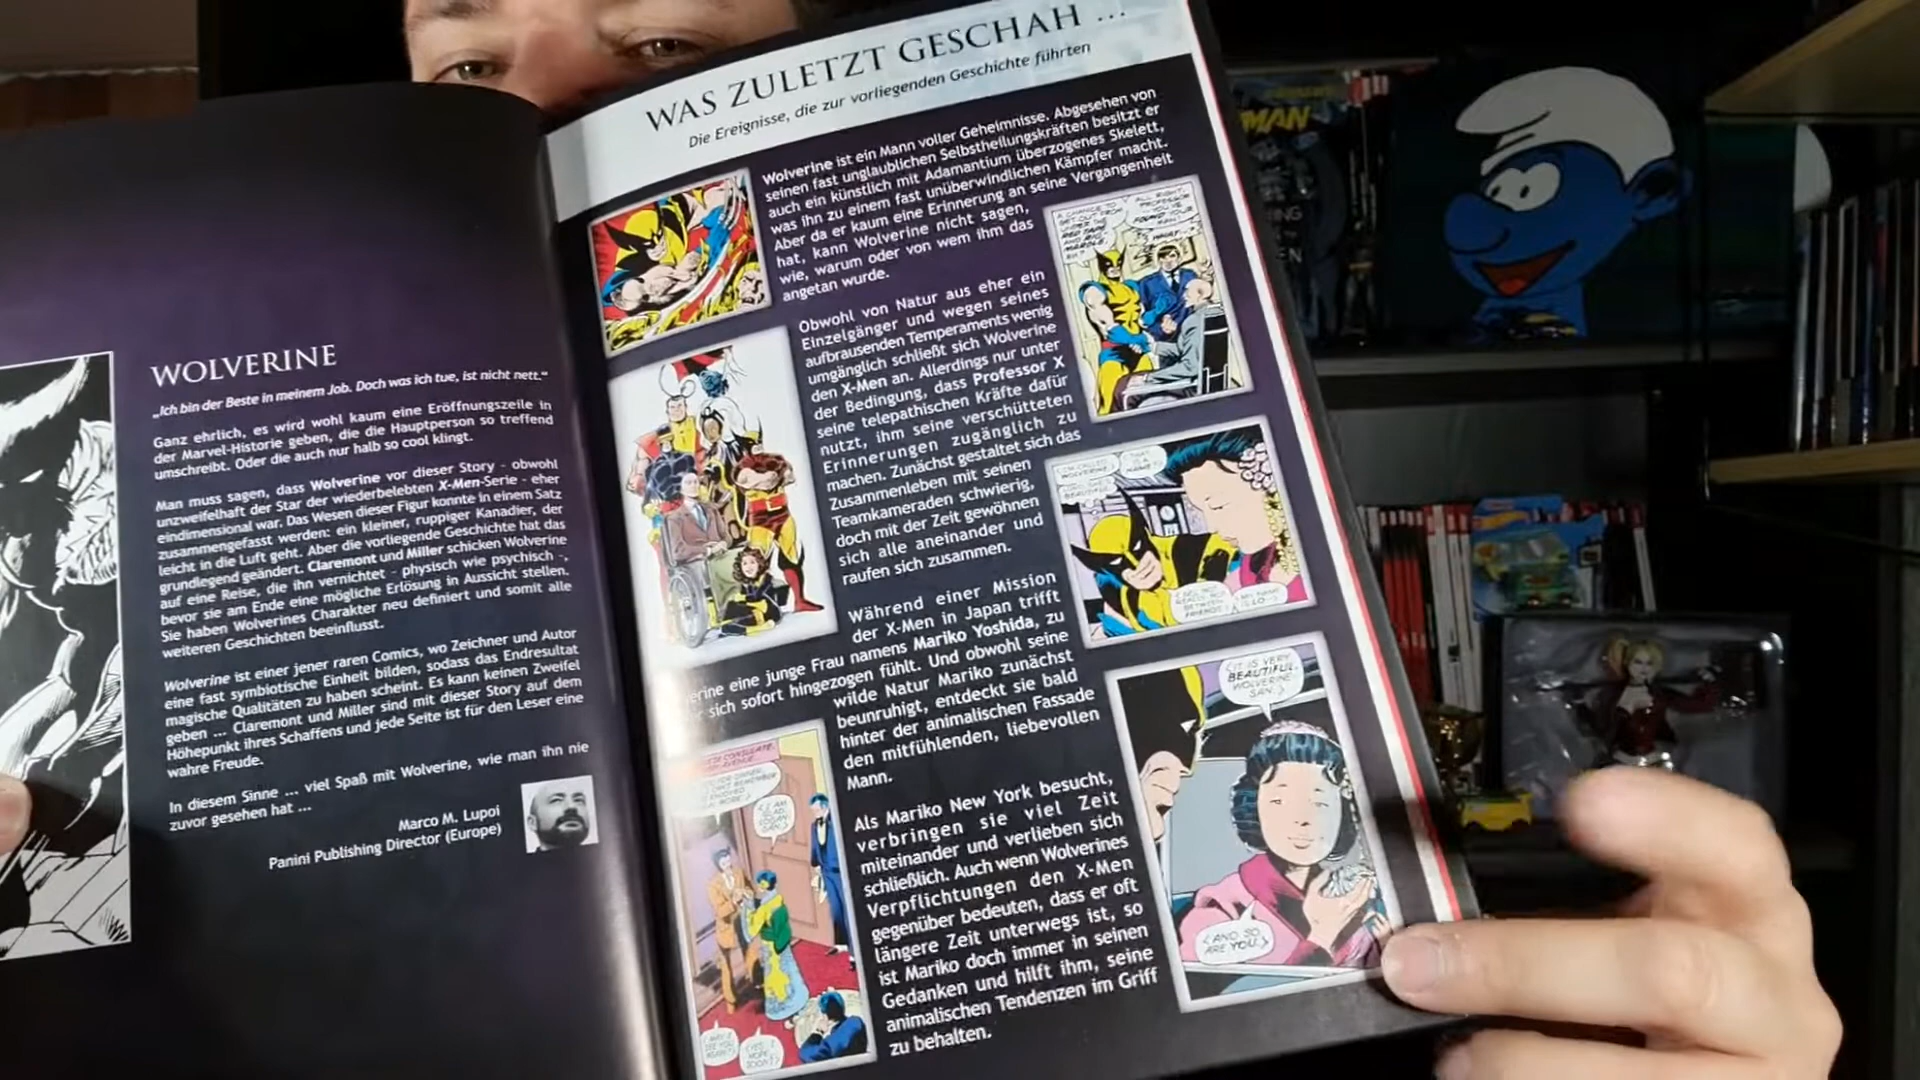 WOLVERINE
„Ich bin der Beste in meinem Job. Doch was ich tue, ist nicht nett.“
Ganz ehrlich, es wird wohl kaum eine Eröffnungszeile in
der Marvel-Historie geben, die die Hauptperson so treffend
umschreibt. Oder die auch nur halb so cool klingt.
Man muss sagen, dass Wolverine vor dieser Story - obwohl
unzweifelhaft der Star der wiederbelebten X-Men-Serie - eher
eindimensional war. Das Wesen dieser Figur konnte in einem Satz
zusammengefasst werden: ein kleiner, ruppiger Kanadier, der
leicht in die Luft geht. Aber die vorliegende Geschichte hat das
grundlegend geändert. Claremont und Miller schicken Wolverine
auf eine Reise, die ihn vernichtet - physisch wie psychisch -,
bevor sie am Ende eine mögliche Erlösung in Aussicht stellen.
Sie haben Wolverines Charakter neu definiert und somit alle
weiteren Geschichten beeinflusst.
Wolverine ist einer jener raren Comics, wo Zeichner und Autor
eine fast symbiotische Einheit bilden, sodass das Endresultat
magische Qualitäten zu haben scheint. Es kann keinen Zweifel
geben ... Claremont und Miller sind mit dieser Story auf dem
Höhepunkt ihres Schaffens und jede Seite ist für den Leser eine
wahre Freude.
In diesem Sinne ... viel Spaß mit Wolverine, wie man ihn nie
zuvor gesehen hat ...
Marco M. Lupoi
Panini Publishing Director (Europe)
WAS ZULETZT GESCHAH ...
Die Ereignisse, die zur vorliegenden Geschichte führten
Wolverine ist ein Mann voller Geheimnisse. Abgesehen von
seinen fast unglaublichen Selbstheilungskräften besitzt er
auch ein künstlich mit Adamantium überzogenes Skelett,
was ihn zu einem fast unüberwindlichen Kämpfer macht.
Aber da er kaum eine Erinnerung an seine Vergangenheit
hat, kann Wolverine nicht sagen,
wie, warum oder von wem ihm das
angetan wurde.
Obwohl von Natur aus eher ein
Einzelgänger und wegen seines
aufbrausenden Temperaments wenig
umgänglich schließt sich Wolverine
den X-Men an. Allerdings nur unter
der Bedingung, dass Professor X
seine telepathischen Kräfte dafür
nutzt, ihm seine verschütteten
Erinnerungen zugänglich zu
machen. Zunächst gestaltet sich das
Zusammenleben mit seinen
Teamkameraden schwierig,
doch mit der Zeit gewöhnen
sich alle aneinander und
raufen sich zusammen.
Während einer Mission
der X-Men in Japan trifft
eine junge Frau namens Mariko Yoshida, zu
sich sofort hingezogen fühlt. Und obwohl seine
wilde Natur Mariko zunächst
beunruhigt, entdeckt sie bald
hinter der animalischen Fassade
den mitfühlenden, liebevollen
Mann.
Als Mariko New York besucht,
verbringen sie viel Zeit
miteinander und verlieben sich
schließlich. Auch wenn Wolverines
Verpflichtungen den X-Men
gegenüber bedeuten, dass er oft
längere Zeit unterwegs ist, so
ist Mariko doch immer in seinen
Gedanken und hilft ihm, seine
animalischen Tendenzen im Griff
zu behalten.
IT IS VERY
BEAUTIFUL,
WOLVERINE-
SAN.
AND SO
ARE YOU.